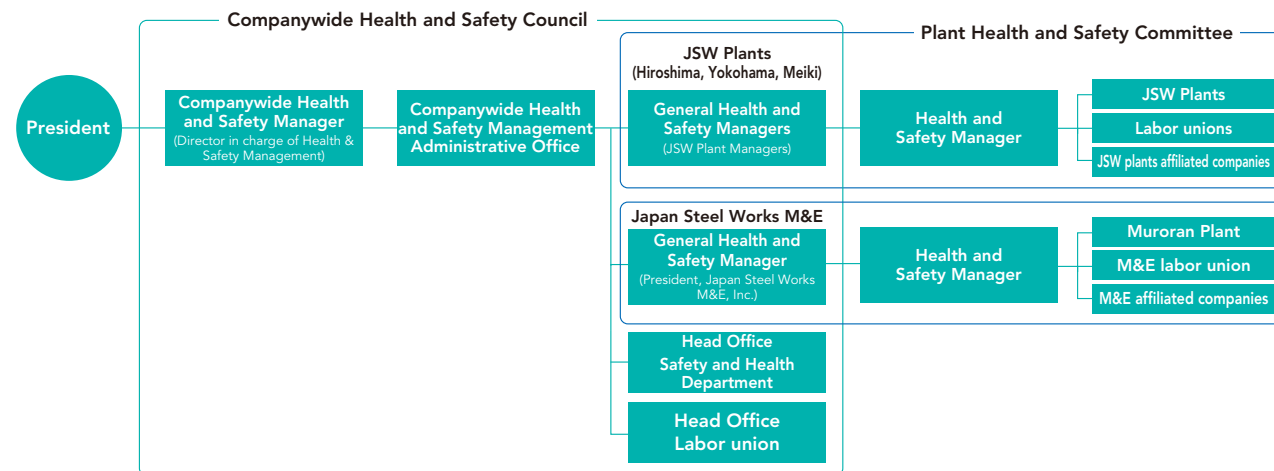 Companywide Health and Safety Council
Plant Health and Safety Committee
President
Companywide Health
and Safety Manager
(Director in charge of Health &
Safety Management)
Companywide Health
and Safety Management
Administrative Office
JSW Plants
(Hiroshima, Yokohama, Meiki)
General Health and
Safety Managers
(JSW Plant Managers)
Health and
Safety Manager
JSW Plants
Labor unions
JSW plants affiliated companies
Japan Steel Works M&E
General Health and
Safety Manager
(President, Japan Steel Works
M&E, Inc.)
Health and
Safety Manager
Muroran Plant
M&E labor union
M&E affiliated companies
Head Office
Safety and Health
Department
Head Office
Labor union